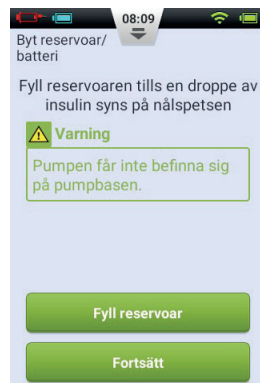 08:09
Byt reservoar/
batteri
Fyll reservoaren tills en droppe av
insulin syns på nålspetsen
Varning
Pumpen får inte befinna sig
på pumpbasen.
Fyll reservoar
Fortsätt